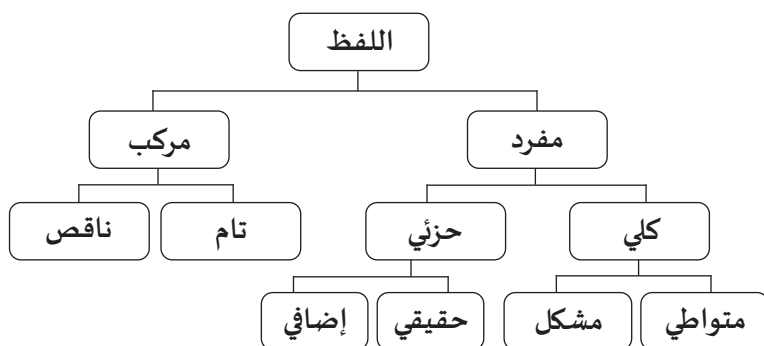 اللفظ
مفرد مركب
كلي حزئي تام ناقص
متواطي مشكل حقيقي إضافي